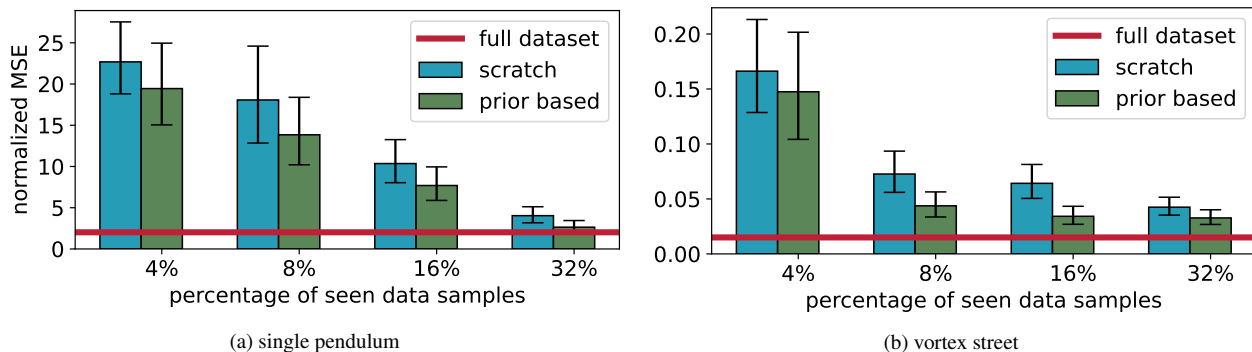 normalized MSE
25
20
15
10
5
0
full dataset
scratch
prior based
4%
8%
16%
32%
percentage of seen data samples
(a) single pendulum
0.20
0.15
0.10
0.05
0.00
full dataset
scratch
prior based
4%
8%
16%
32%
percentage of seen data samples
(b) vortex street